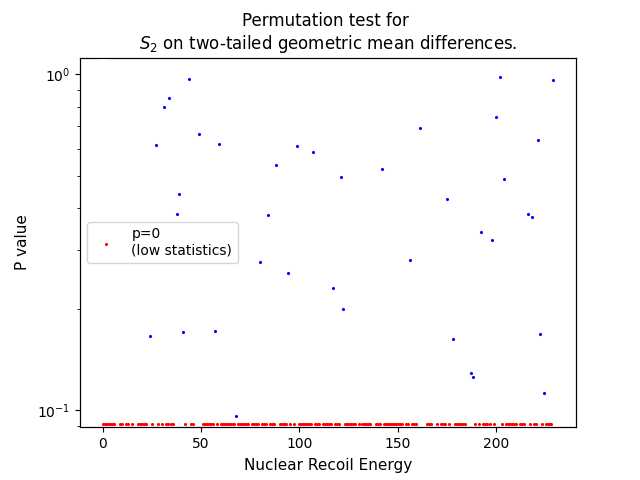 Permutation test for
$S_2$ on two-tailed geometric mean differences.
10^0
P value
p=0
(low statistics)
10^{-1}
0 50 100 150 200
Nuclear Recoil Energy